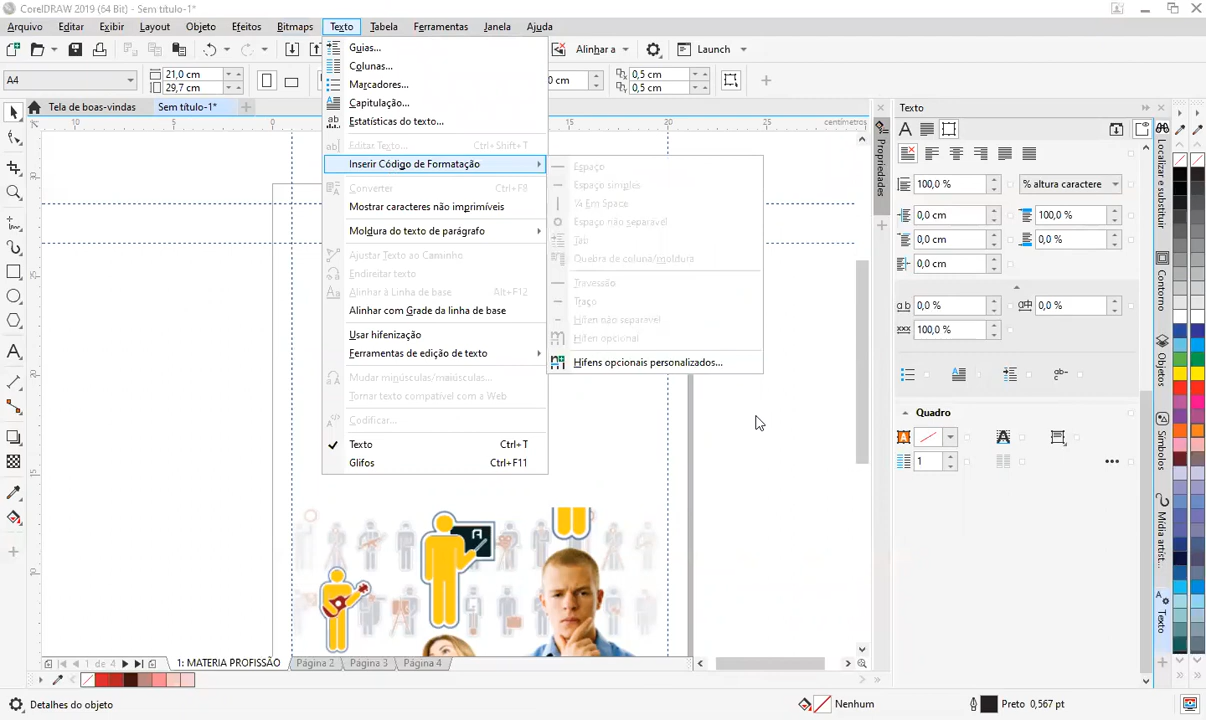 CorelDRAW 2019 (64 Bit) - Sem título-1*
Arquivo Editar Exibir Layout Objeto Efeitos Bitmaps Texto Tabela Ferramentas Janela Ajuda
Alinhar a Launch
A4 21,0 cm 29,7 cm 0 cm 0,5 cm 0,5 cm
Tela de boas-vindas Sem título-1*
10 5 0 15 20 25 centímetros
Guias...
Colunas...
Marcadores...
Capitulação...
Estatísticas do texto...
Editar Texto... Ctrl+Shift+T
Inserir Código de Formatação
Converter Ctrl+F8
Mostrar caracteres não imprimíveis
Moldura do texto de parágrafo
Ajustar Texto ao Caminho
Endireitar texto
Alinhar à Linha de base Alt+F12
Alinhar com Grade da linha de base
Usar hifenização
Ferramentas de edição de texto
Mudar minúsculas/maiúsculas...
Tornar texto compatível com a Web
Codificar...
Texto Ctrl+T
Glifos Ctrl+F11
Espaço
Espaço simples
¼ Em Space
Espaço não separável
Tab
Quebra de coluna/moldura
Travessão
Traço
Hífen não separável
Hífen opcional
Hifens opcionais personalizados...
Texto
100,0 % % altura caractere
0,0 cm 100,0 %
0,0 cm 0,0 %
0,0 cm
0,0 % 0,0 %
100,0 %
Quadro
1
Propriedades
Localizar e substituir
Contorno
Objetos
Símbolos
Mídia artíst...
Texto
A
1 de 4 1: MATERIA PROFISSÃO Página 2 Página 3 Página 4
Detalhes do objeto Nenhum Preto 0,567 pt